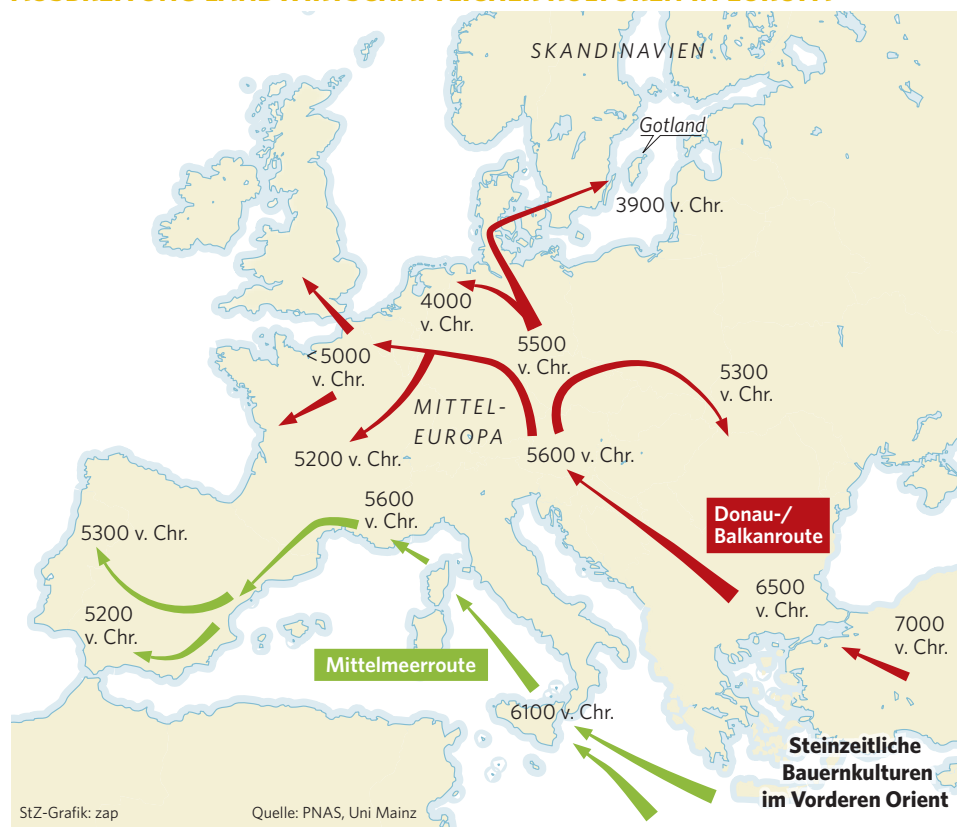 SKANDINAVIEN
Gotland
3900 v. Chr.
4000
v. Chr.
5500
v. Chr.
<5000
v. Chr.
5300
v. Chr.
MITTEL-
EUROPA
5200 v. Chr.
5600 v. Chr.
5600
v. Chr.
Donau-/
Balkanroute
5300 v. Chr.
6500
v. Chr.
5200
v. Chr.
7000
v. Chr.
Mittelmeerroute
6100 v. Chr.
Steinzeitliche
Bauernkulturen
im Vorderen Orient
StZ-Grafik: zap
Quelle: PNAS, Uni Mainz